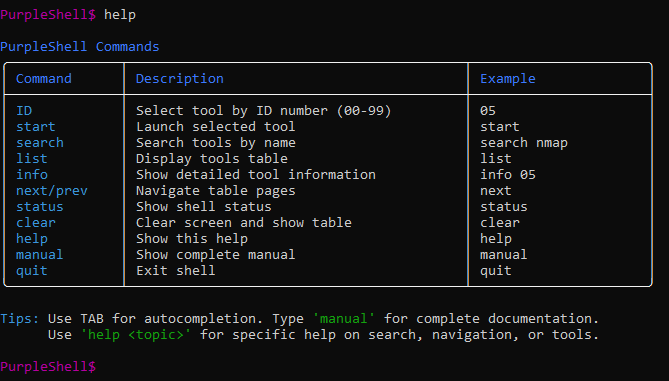 PurpleShell$ help
PurpleShell Commands
Command Description Example
ID Select tool by ID number (00-99) 05
start Launch selected tool start
search Search tools by name search nmap
list Display tools table list
info Show detailed tool information info 05
next/prev Navigate table pages next
status Show shell status status
clear Clear screen and show table clear
help Show this help help
manual Show complete manual manual
quit Exit shell quit
Tips: Use TAB for autocompletion. Type 'manual' for complete documentation.
Use 'help <topic>' for specific help on search, navigation, or tools.
PurpleShell$